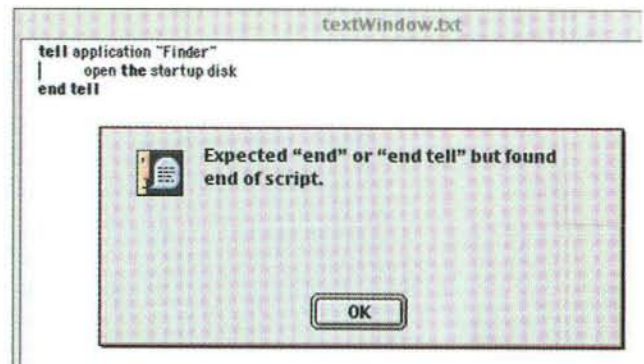 textWindow.txt
tell application "Finder"
open the startup disk
end tell
Expected “end” or “end tell” but found
end of script.
OK